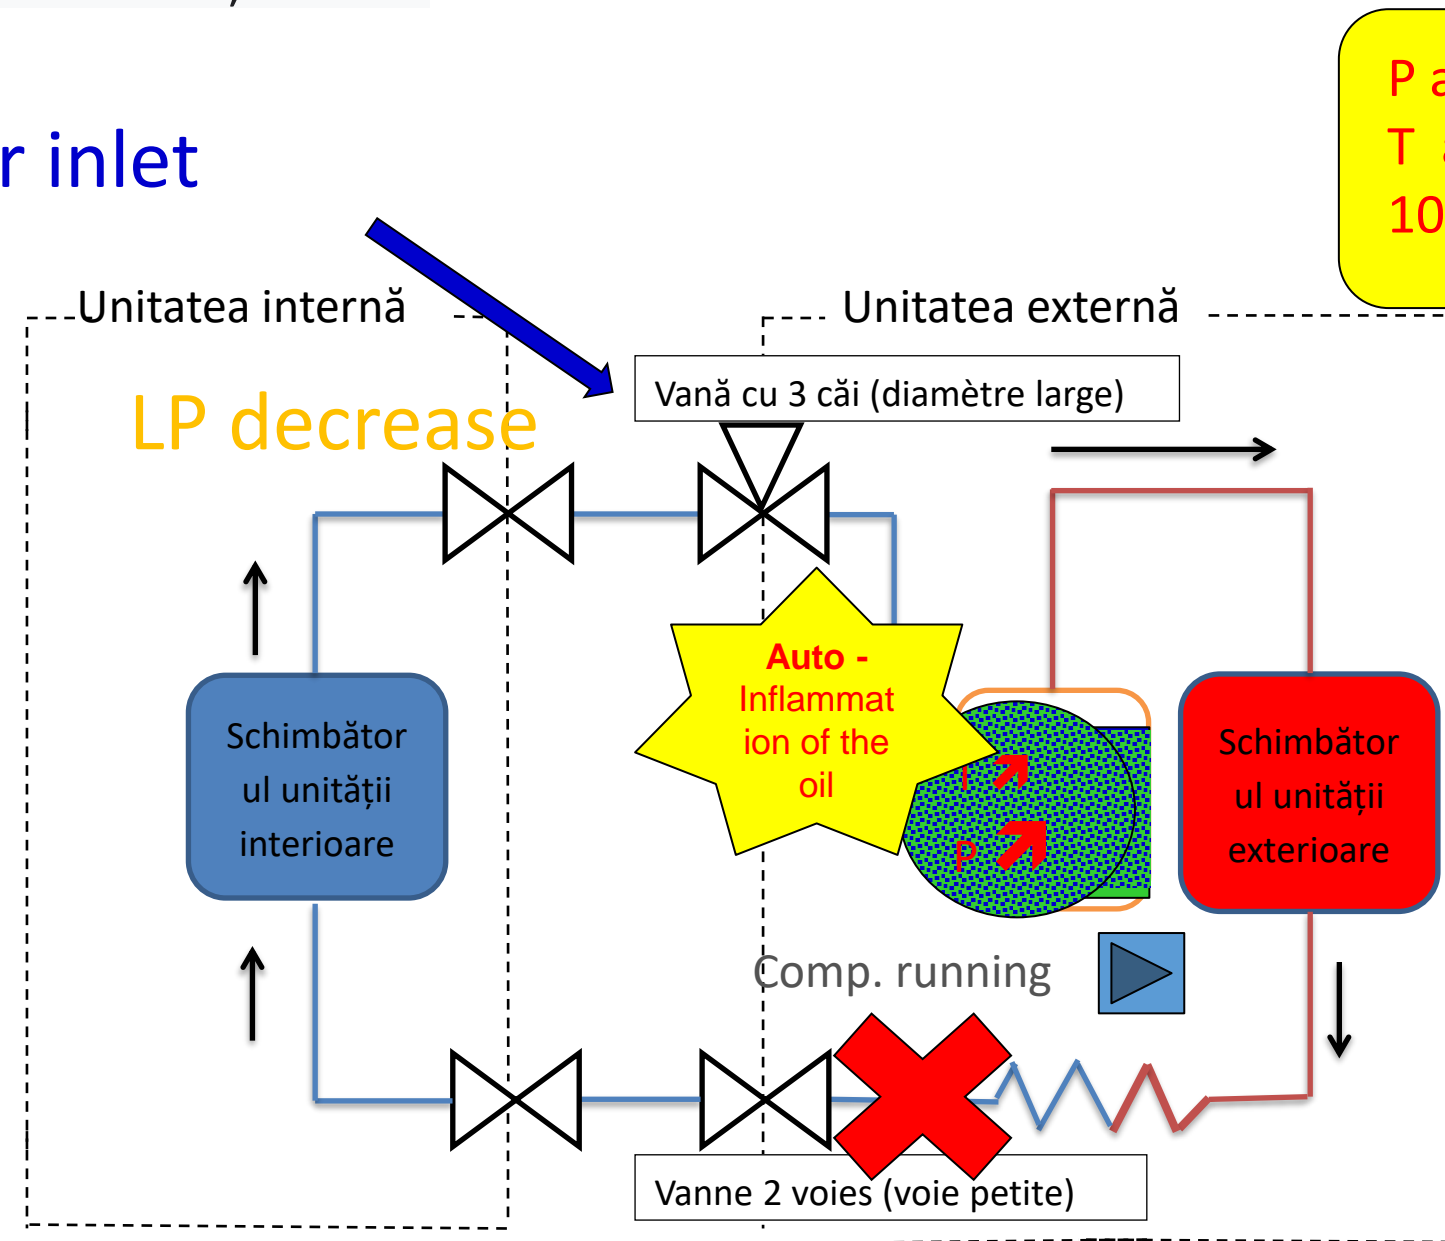 r inlet
P a
T a
10
Unitatea internă
Unitatea externă
Vană cu 3 căi (diamètre large)
LP decrease
Auto -
Inflammat
ion of the
oil
T
P
Schimbător
ul unității
interioare
Schimbător
ul unității
exterioare
Comp. running
Vanne 2 voies (voie petite)